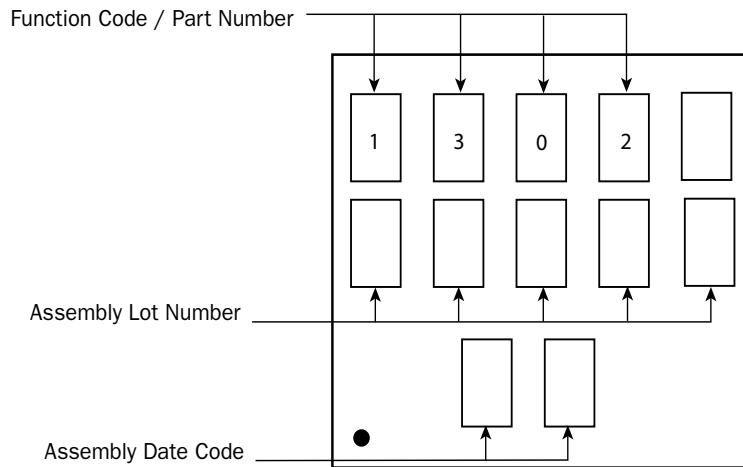 Function Code / Part Number
1 3 0 2
Assembly Lot Number
Assembly Date Code